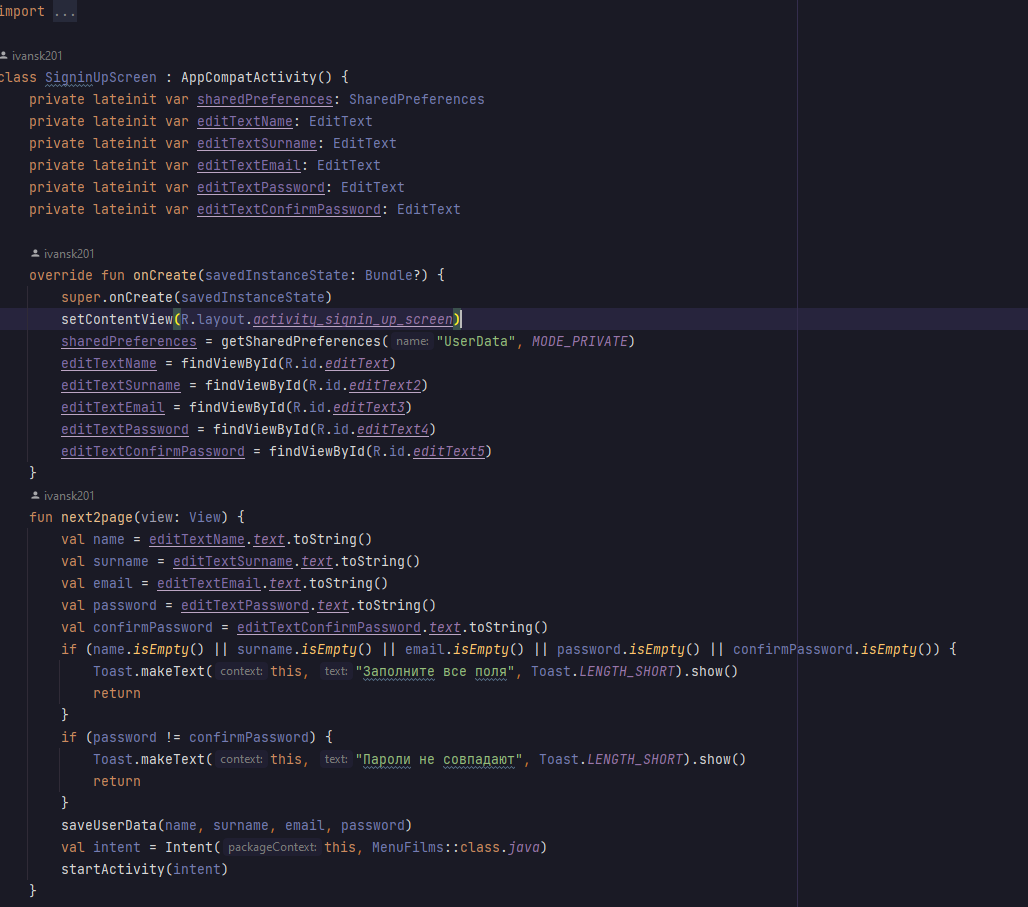 import ...
ivansk201
class SigninUpScreen : AppCompatActivity() {
    private lateinit var sharedPreferences: SharedPreferences
    private lateinit var editTextName: EditText
    private lateinit var editTextSurname: EditText
    private lateinit var editTextEmail: EditText
    private lateinit var editTextPassword: EditText
    private lateinit var editTextConfirmPassword: EditText
    ivansk201
    override fun onCreate(savedInstanceState: Bundle?) {
        super.onCreate(savedInstanceState)
        setContentView(R.layout.activity_signin_up_screen)
        sharedPreferences = getSharedPreferences( name: "UserData", MODE_PRIVATE)
        editTextName = findViewById(R.id.editText)
        editTextSurname = findViewById(R.id.editText2)
        editTextEmail = findViewById(R.id.editText3)
        editTextPassword = findViewById(R.id.editText4)
        editTextConfirmPassword = findViewById(R.id.editText5)
    }
    ivansk201
    fun next2page(view: View) {
        val name = editTextName.text.toString()
        val surname = editTextSurname.text.toString()
        val email = editTextEmail.text.toString()
        val password = editTextPassword.text.toString()
        val confirmPassword = editTextConfirmPassword.text.toString()
        if (name.isEmpty() || surname.isEmpty() || email.isEmpty() || password.isEmpty() || confirmPassword.isEmpty()) {
            Toast.makeText( context: this, text: "Заполните все поля", Toast.LENGTH_SHORT).show()
            return
        }
        if (password != confirmPassword) {
            Toast.makeText( context: this, text: "Пароли не совпадают", Toast.LENGTH_SHORT).show()
            return
        }
        saveUserData(name, surname, email, password)
        val intent = Intent( packageContext: this, MenuFilms::class.java)
        startActivity(intent)
    }